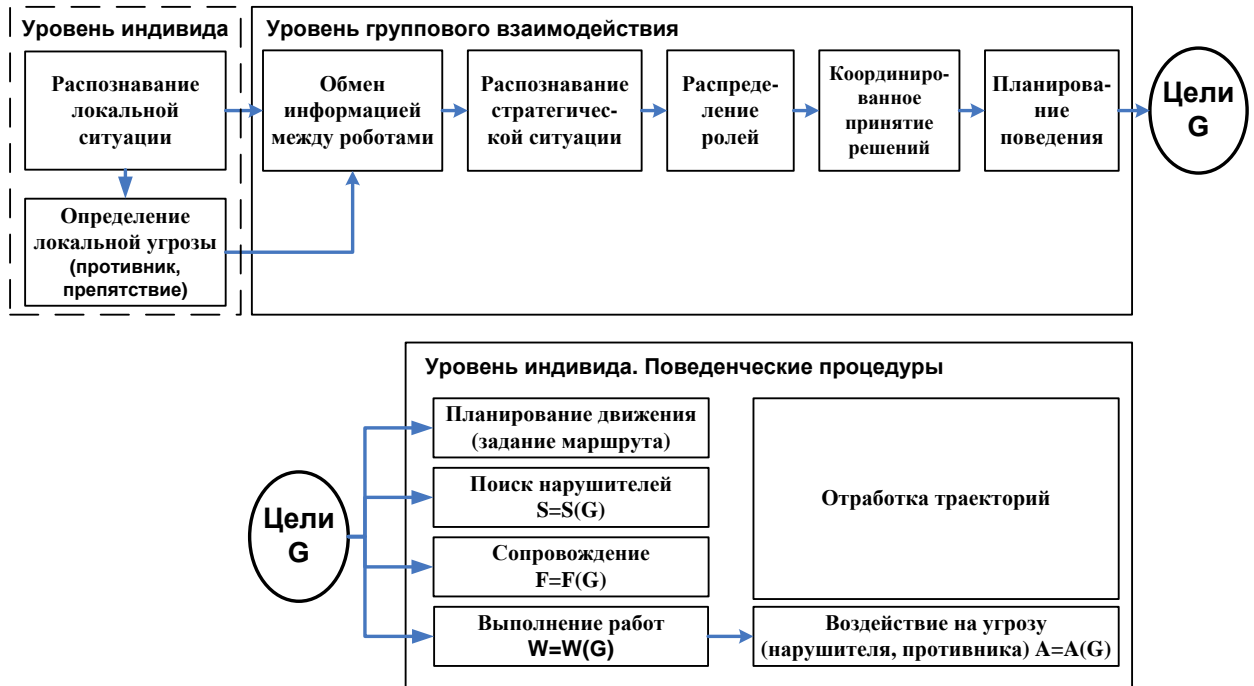 Уровень индивида
Распознавание
локальной
ситуации
Определение
локальной угрозы
(противник,
препятствие)
Уровень группового взаимодействия
Обмен
информацией
между роботами
Распознавание
стратегичес-
кой ситуации
Распреде-
ление
ролей
Координиро-
ванное
принятие
решений
Планирова-
ние
поведения
Цели
G
Уровень индивида. Поведенческие процедуры
Цели
G
Планирование движения
(задание маршрута)
Поиск нарушителей
S=S(G)
Сопровождение
F=F(G)
Выполнение работ
W=W(G)
Отработка траекторий
Воздействие на угрозу
(нарушителя, противника) A=A(G)